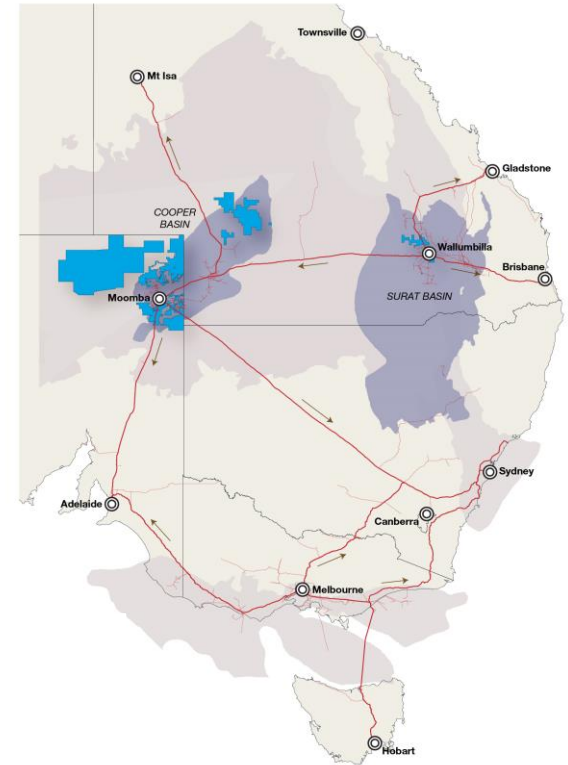 Townsville
Mt Isa
Gladstone
COOPER
BASIN
Wallumbilla
Brisbane
Moomba
SURAT BASIN
Sydney
Adelaide
Canberra
Melbourne
Hobart